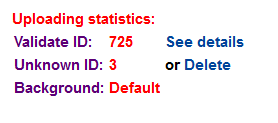 Uploading statistics:
Validate ID: 725 See details
Unknown ID: 3 or Delete
Background: Default